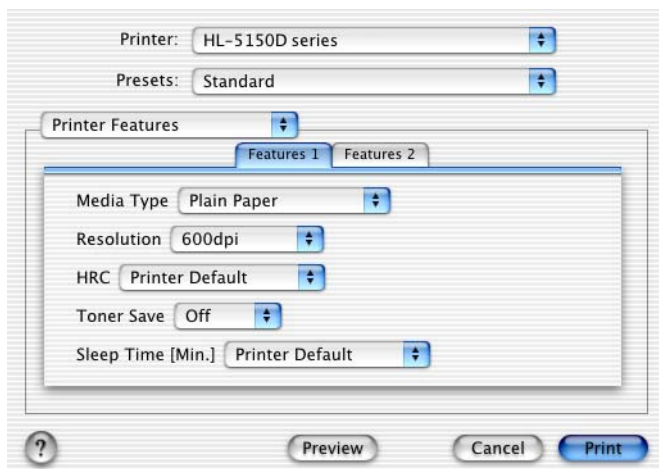 Printer: HL-5150D series
Presets: Standard
Printer Features
Features 1 Features 2
Media Type Plain Paper
Resolution 600dpi
HRC Printer Default
Toner Save Off
Sleep Time [Min.] Printer Default
? Preview Cancel Print